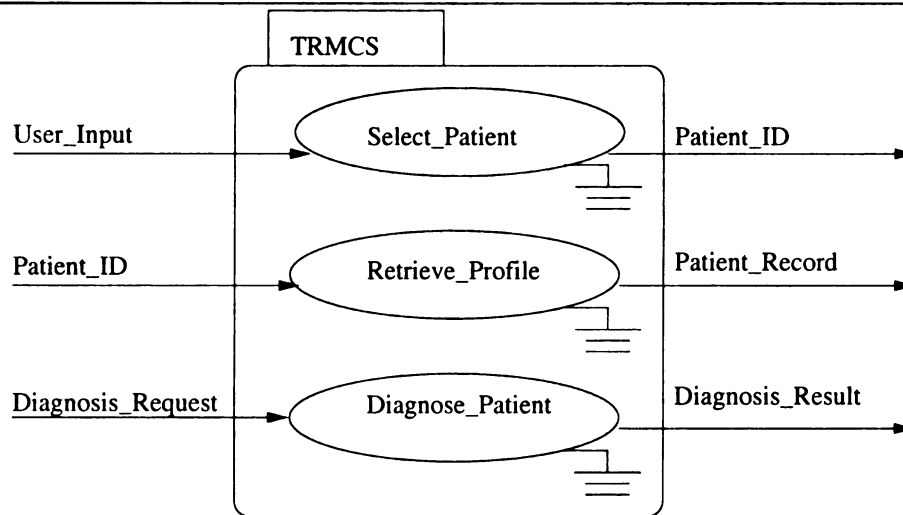 TRMCS
User_Input
Select_Patient
Patient_ID
Patient_ID
Retrieve_Profile
Patient_Record
Diagnosis_Request
Diagnose_Patient
Diagnosis_Result